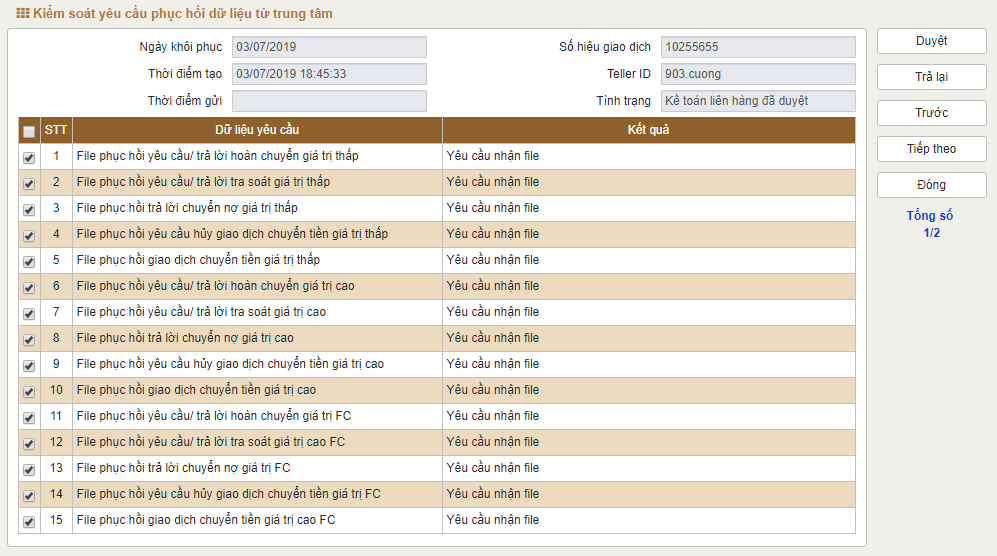 Kiểm soát yêu cầu phục hồi dữ liệu từ trung tâm
Ngày khôi phục 03/07/2019 Số hiệu giao dịch 10255655
Thời điểm tạo 03/07/2019 18:45:33 Teller ID 903.cuong
Thời điểm gửi Tình trạng Kế toán liên hàng đã duyệt
STT Dữ liệu yêu cầu Kết quả
1 File phục hồi yêu cầu/ trả lời hoàn chuyển giá trị thấp Yêu cầu nhận file
2 File phục hồi yêu cầu/ trả lời tra soát giá trị thấp Yêu cầu nhận file
3 File phục hồi trả lời chuyển nợ giá trị thấp Yêu cầu nhận file
4 File phục hồi yêu cầu hủy giao dịch chuyển tiền giá trị thấp Yêu cầu nhận file
5 File phục hồi giao dịch chuyển tiền giá trị thấp Yêu cầu nhận file
6 File phục hồi yêu cầu/ trả lời hoàn chuyển giá trị cao Yêu cầu nhận file
7 File phục hồi yêu cầu/ trả lời tra soát giá trị cao Yêu cầu nhận file
8 File phục hồi trả lời chuyển nợ giá trị cao Yêu cầu nhận file
9 File phục hồi yêu cầu hủy giao dịch chuyển tiền giá trị cao Yêu cầu nhận file
10 File phục hồi giao dịch chuyển tiền giá trị cao Yêu cầu nhận file
11 File phục hồi yêu cầu/ trả lời hoàn chuyển giá trị FC Yêu cầu nhận file
12 File phục hồi yêu cầu/ trả lời tra soát giá trị cao FC Yêu cầu nhận file
13 File phục hồi trả lời chuyển nợ giá trị FC Yêu cầu nhận file
14 File phục hồi yêu cầu hủy giao dịch chuyển tiền giá trị FC Yêu cầu nhận file
15 File phục hồi giao dịch chuyển tiền giá trị cao FC Yêu cầu nhận file
Duyệt
Trả lại
Trước
Tiếp theo
Đóng
Tổng số
1/2